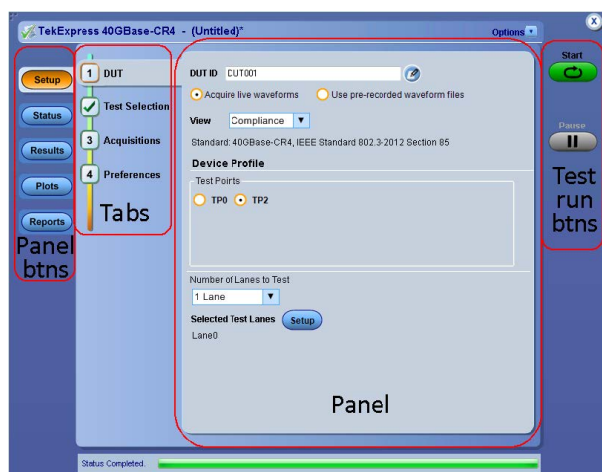 TekExpress 40GBase-CR4 - (Untitled)* Options
x
Setup
Status
Results
Plots
Reports
Panel
btns
1 DUT
Test Selection
3 Acquisitions
4 Preferences
Tabs
DUT ID DUT001
Acquire live waveforms Use pre-recorded waveform files
View Compliance
Standard: 40GBase-CR4, IEEE Standard 802.3-2012 Section 85
Device Profile
Test Points
TP0 TP2
Number of Lanes to Test
1 Lane
Selected Test Lanes Setup
Lane0
Panel
Start
Pause
Test
run
btns
Status Completed.